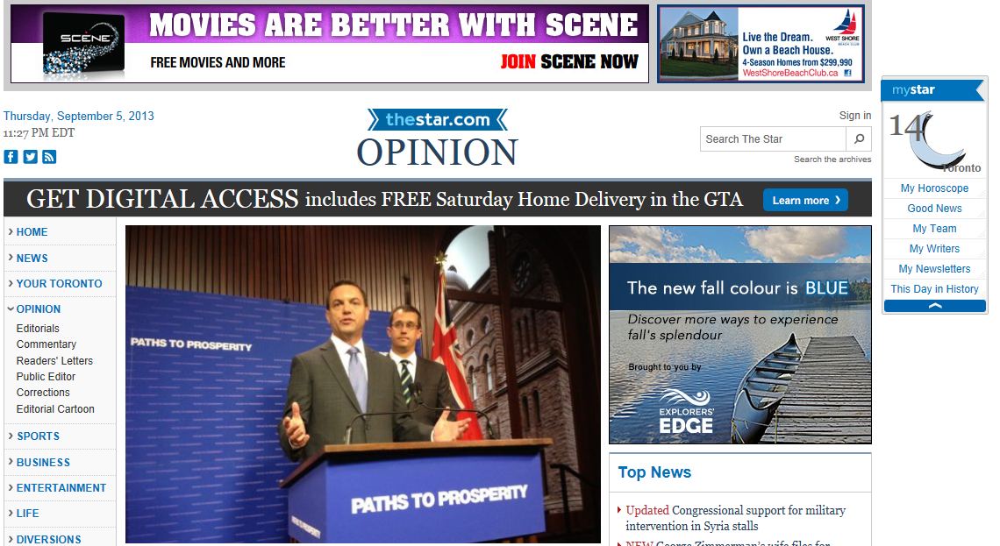 SCENE
MOVIES ARE BETTER WITH SCENE
FREE MOVIES AND MORE
JOIN SCENE NOW
Live the Dream.
Own a Beach House.
4-Season Homes from $299,990
WestShoreBeachClub.ca
WEST SHORE
BEACH CLUB
mystar
14
C
Toronto
My Horoscope
Good News
My Team
My Writers
My Newsletters
This Day in History
Thursday, September 5, 2013
11:27 PM EDT
thestar.com
OPINION
Sign in
Search The Star
Search the archives
GET DIGITAL ACCESS includes FREE Saturday Home Delivery in the GTA
Learn more
HOME
NEWS
YOUR TORONTO
OPINION
Editorials
Commentary
Readers' Letters
Public Editor
Corrections
Editorial Cartoon
SPORTS
BUSINESS
ENTERTAINMENT
LIFE
DIVERSIONS
PATHS TO PROSPERITY
PATHS TO PROSPERITY
The new fall colour is BLUE
Discover more ways to experience
fall's splendour
Brought to you by
EXPLORERS'
EDGE
Top News
Updated Congressional support for military
intervention in Syria stalls
NEW George Zimmerman's wife files for